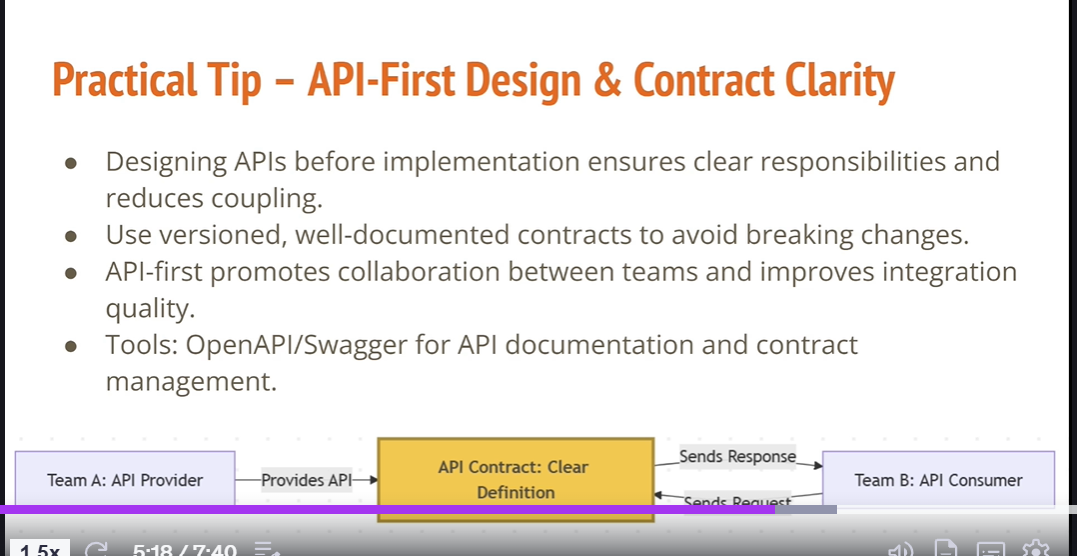 Practical Tip – API-First Design & Contract Clarity
● Designing APIs before implementation ensures clear responsibilities and
reduces coupling.
● Use versioned, well-documented contracts to avoid breaking changes.
● API-first promotes collaboration between teams and improves integration
quality.
● Tools: OpenAPI/Swagger for API documentation and contract
management.
Team A: API Provider
Provides API
API Contract: Clear
Definition
Sends Response
Sends Request
Team B: API Consumer
1.5x
5:18 / 7:40